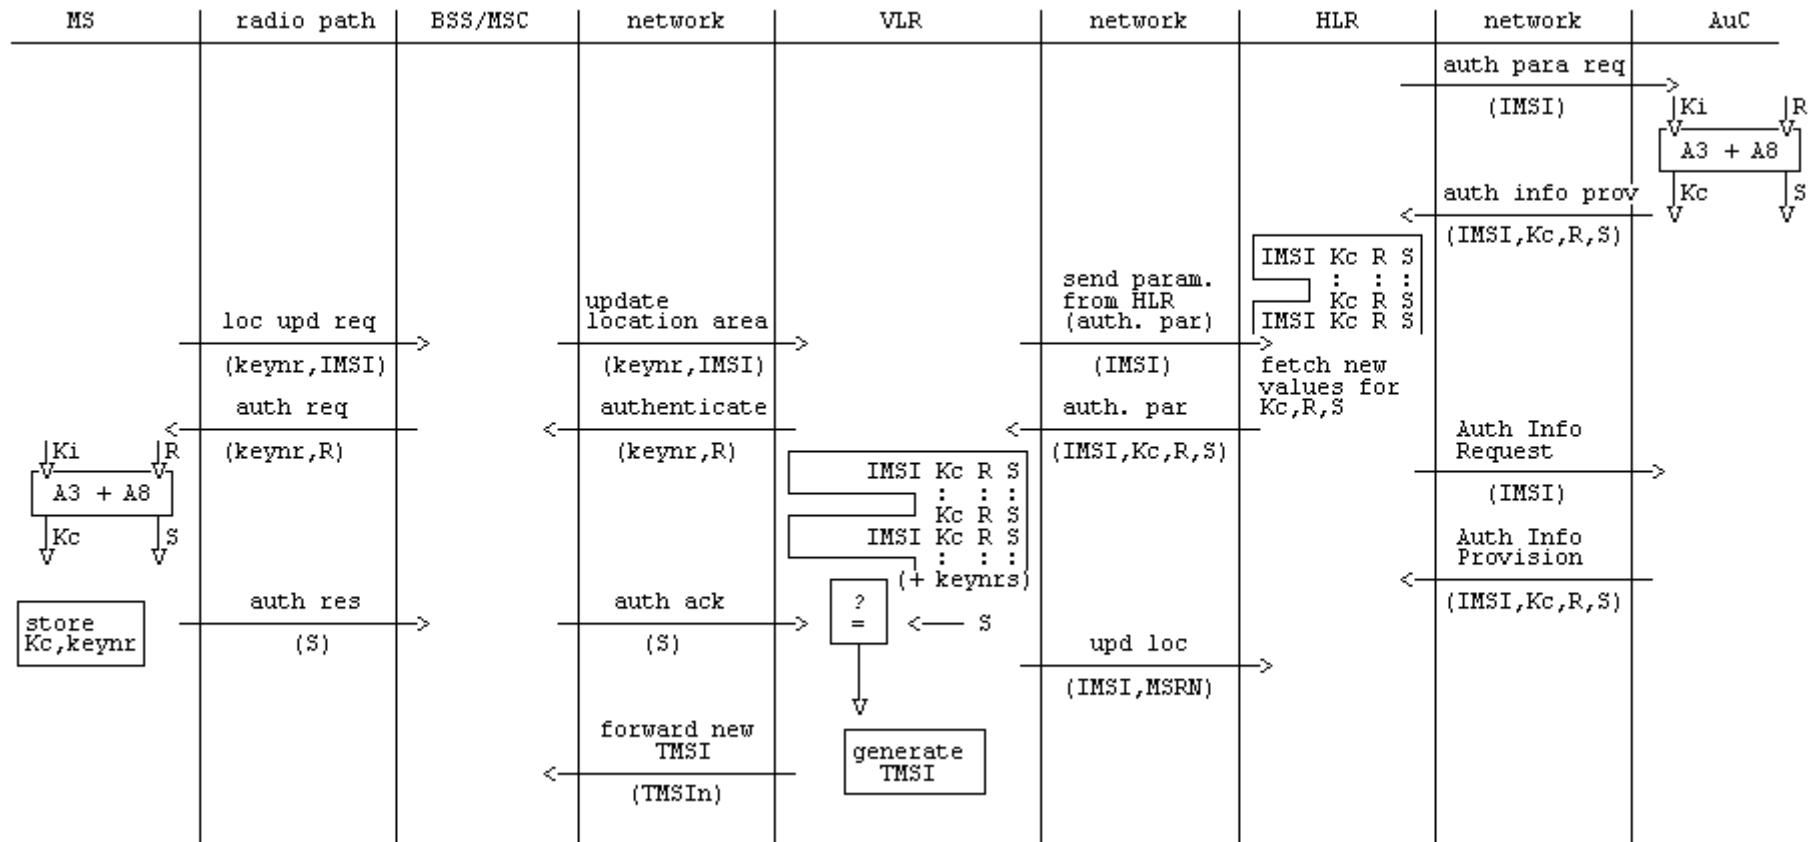 MS radio path BSS/MSC network VLR network HLR network AuC
auth para req
(IMSI)
Ki R
A3 + A8
auth info prov
Kc S
(IMSI,Kc,R,S)
IMSI Kc R S
: : :
Kc R S
IMSI Kc R S
send param.
from HLR
(auth. par)
update
location area
loc upd req
(keynr,IMSI)
(keynr,IMSI)
(IMSI)
fetch new
values for
Kc,R,S
auth req
authenticate
auth. par
(keynr,R)
(keynr,R)
(IMSI,Kc,R,S)
Auth Info
Request
(IMSI)
Ki R
A3 + A8
Kc S
IMSI Kc R S
: : :
Kc R S
IMSI Kc R S
: : :
(+ keynrs)
Auth Info
Provision
(IMSI,Kc,R,S)
store
Kc,keynr
auth res
(S)
auth ack
(S)
?
=
S
upd loc
(IMSI,MSRN)
forward new
TMSI
(TMSIn)
generate
TMSI